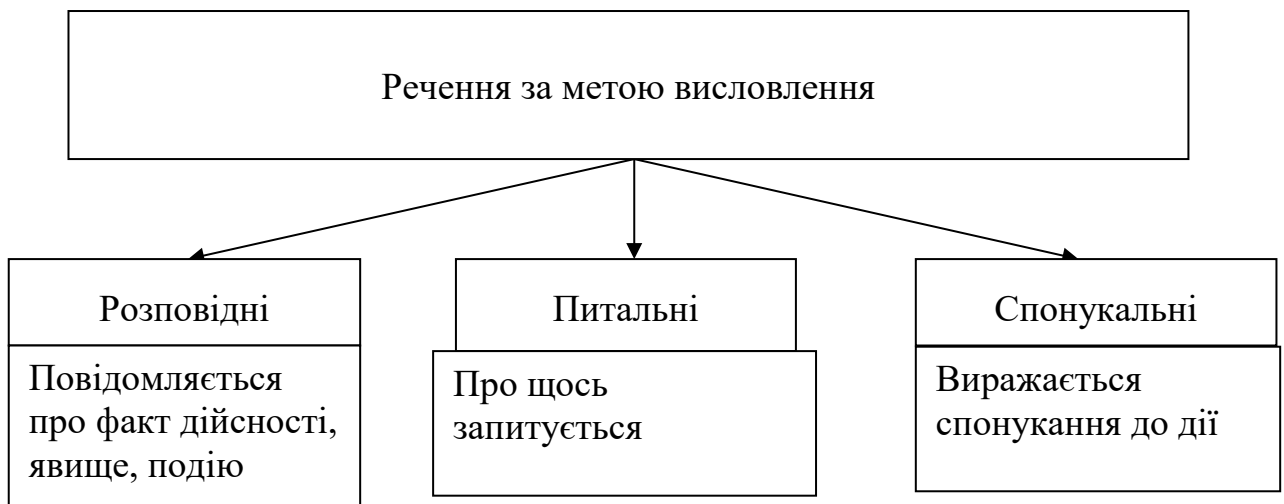 Речення за метою висловлення
Розповідні
Питальні
Спонукальні
Повідомляється
про факт дійсності,
явище, подію
Про щось
запитується
Виражається
спонукання до дії